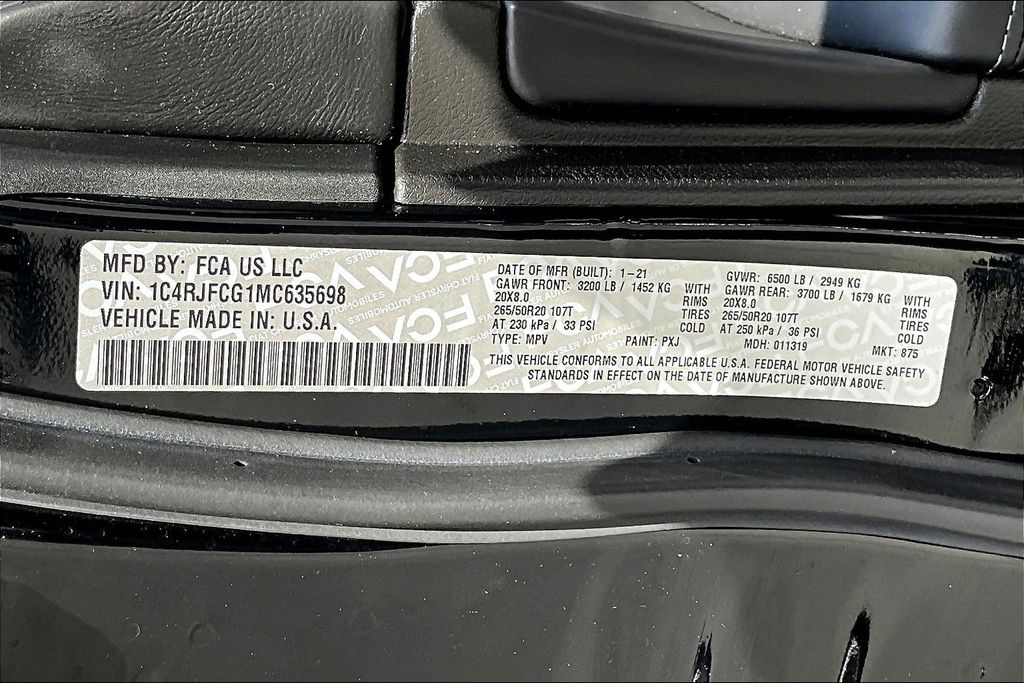 MFD BY: FCA US LLC
VIN: 1C4RJFCG1MC635698
VEHICLE MADE IN: U.S.A.
DATE OF MFR (BUILT): 1-21
GAWR FRONT: 3200 LB / 1452 KG WITH
20X8.0 RIMS
265/50R20 107T TIRES
AT 230 kPa / 33 PSI COLD
TYPE: MPV PAINT: PXJ
GVWR: 6500 LB / 2949 KG
GAWR REAR: 3700 LB / 1679 KG WITH
20X8.0 RIMS
265/50R20 107T TIRES
AT 250 kPa / 36 PSI COLD
MDH: 011319 MKT: 875
THIS VEHICLE CONFORMS TO ALL APPLICABLE U.S.A. FEDERAL MOTOR VEHICLE SAFETY
STANDARDS IN EFFECT ON THE DATE OF MANUFACTURE SHOWN ABOVE.